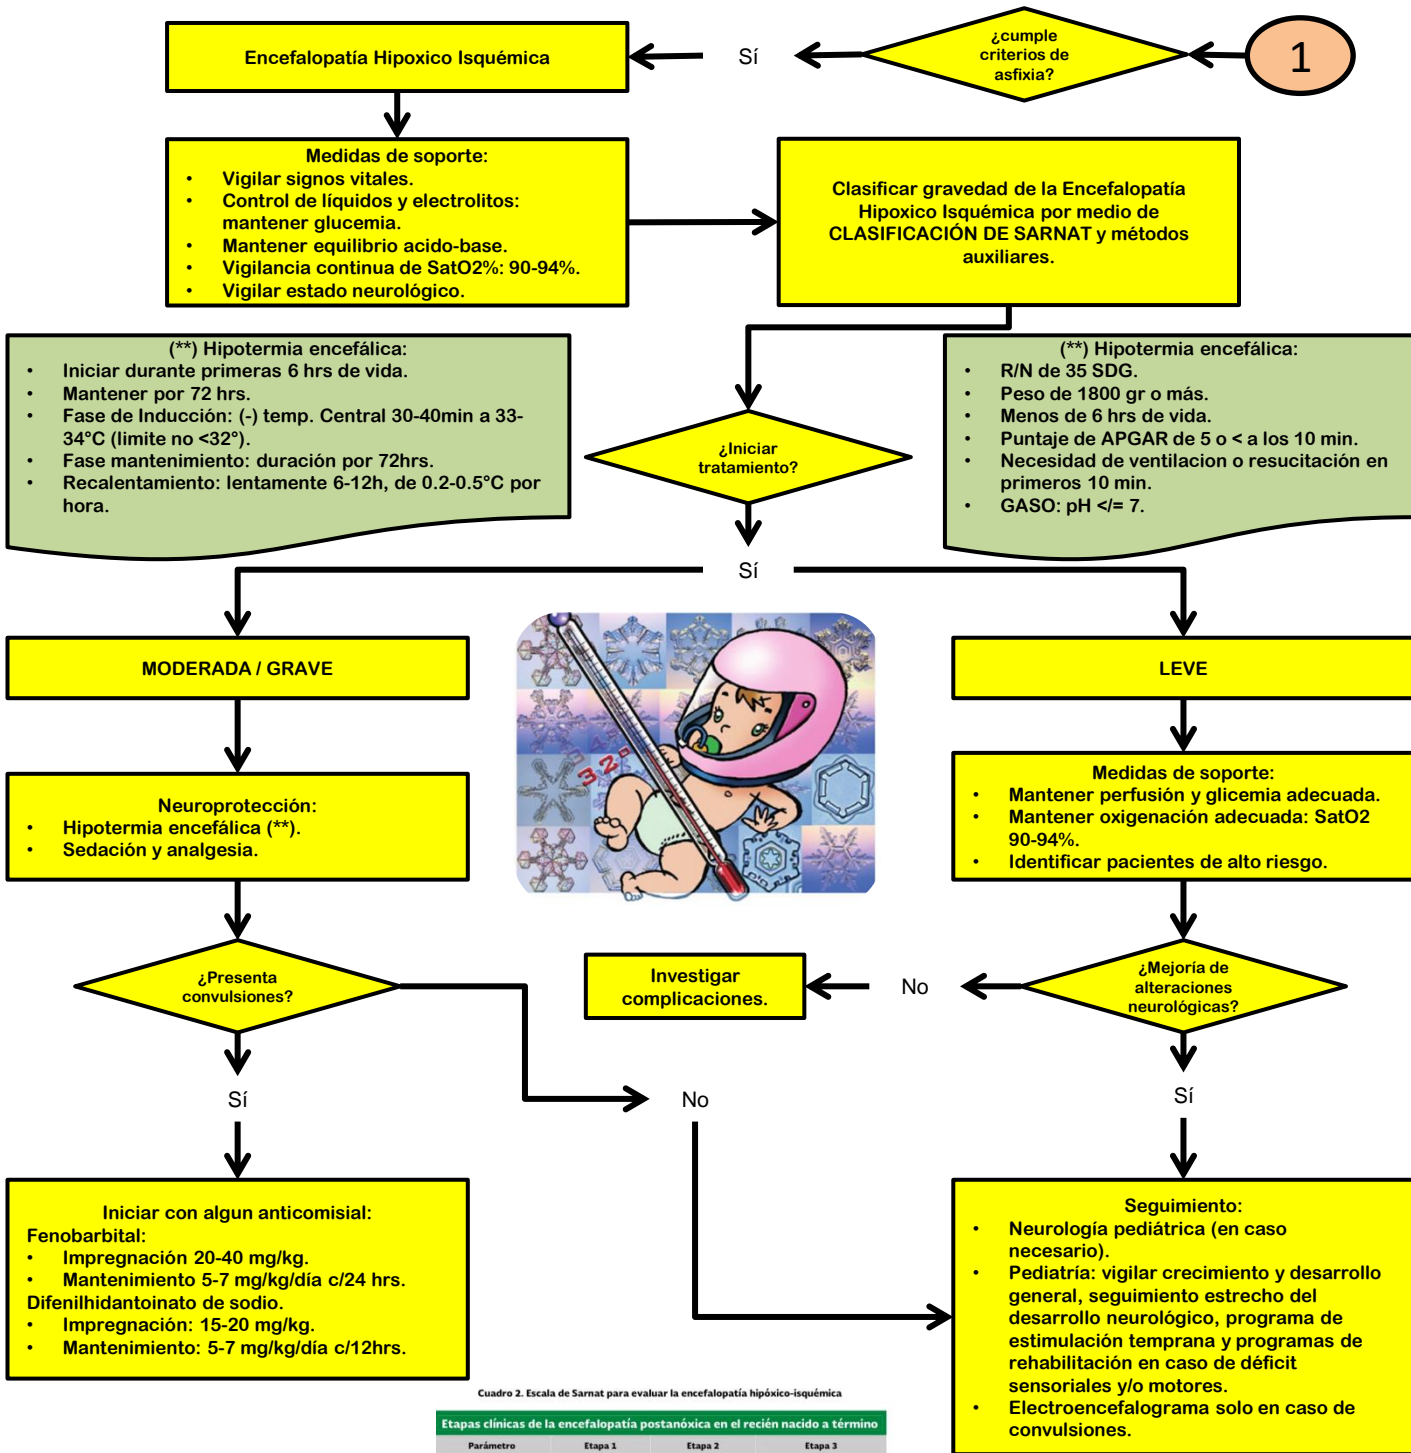 Encefalopatía Hipoxico Isquémica
Sí
¿cumple
criterios de
asfixia?
1
Medidas de soporte:
• Vigilar signos vitales.
• Control de líquidos y electrolitos:
mantener glucemia.
• Mantener equilibrio acido-base.
• Vigilancia continua de SatO2%: 90-94%.
• Vigilar estado neurológico.
Clasificar gravedad de la Encefalopatía
Hipoxico Isquémica por medio de
CLASIFICACIÓN DE SARNAT y métodos
auxiliares.
(**) Hipotermia encefálica:
• Iniciar durante primeras 6 hrs de vida.
• Mantener por 72 hrs.
• Fase de Inducción: (-) temp. Central 30-40min a 33-
34°C (limite no <32°).
• Fase mantenimiento: duración por 72hrs.
• Recalentamiento: lentamente 6-12h, de 0.2-0.5°C por
hora.
¿Iniciar
tratamiento?
(**) Hipotermia encefálica:
• R/N de 35 SDG.
• Peso de 1800 gr o más.
• Menos de 6 hrs de vida.
• Puntaje de APGAR de 5 o < a los 10 min.
• Necesidad de ventilacion o resucitación en
primeros 10 min.
• GASO: pH </= 7.
Sí
MODERADA / GRAVE
LEVE
32°
Neuroprotección:
• Hipotermia encefálica (**).
• Sedación y analgesia.
Medidas de soporte:
• Mantener perfusión y glicemia adecuada.
• Mantener oxigenación adecuada: SatO2
90-94%.
• Identificar pacientes de alto riesgo.
¿Presenta
convulsiones?
Investigar
complicaciones.
No
¿Mejoría de
alteraciones
neurológicas?
Sí
No
Sí
Iniciar con algun anticomisial:
Fenobarbital:
• Impregnación 20-40 mg/kg.
• Mantenimiento 5-7 mg/kg/día c/24 hrs.
Difenilhidantoinato de sodio.
• Impregnación: 15-20 mg/kg.
• Mantenimiento: 5-7 mg/kg/día c/12hrs.
Seguimiento:
• Neurología pediátrica (en caso
necesario).
• Pediatría: vigilar crecimiento y desarrollo
general, seguimiento estrecho del
desarrollo neurológico, programa de
estimulación temprana y programas de
rehabilitación en caso de déficit
sensoriales y/o motores.
• Electroencefalograma solo en caso de
convulsiones.
Cuadro 2. Escala de Sarnat para evaluar la encefalopatía hipóxico-isquémica
Etapas clínicas de la encefalopatía postanóxica en el recién nacido a término
Parámetro Etapa 1 Etapa 2 Etapa 3